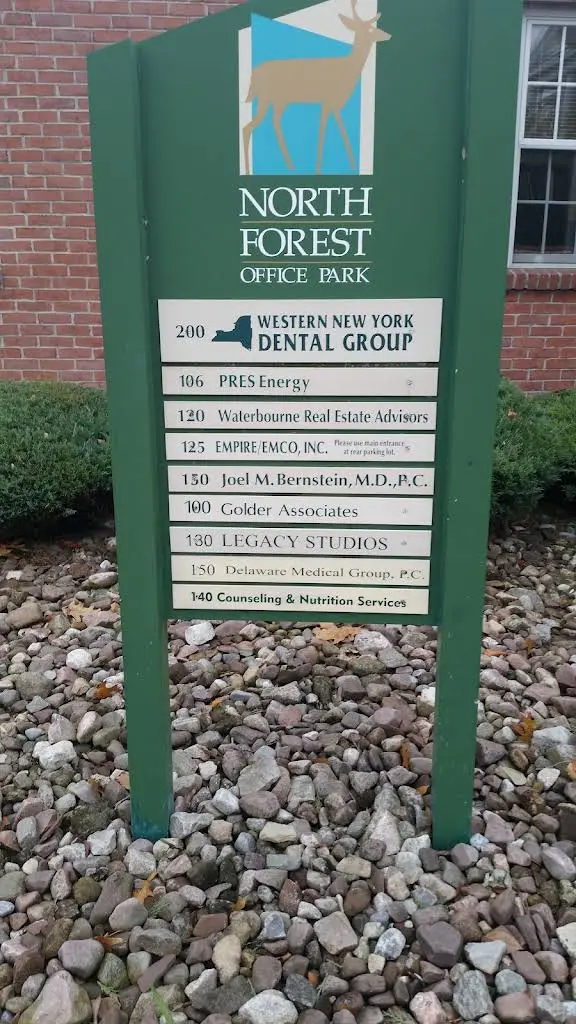 NORTH
FOREST
OFFICE PARK
200 WESTERN NEW YORK
DENTAL GROUP
106 PRES Energy
120 Waterbourne Real Estate Advisors
125 EMPIRE/EMCO, INC. Please use main entrance
at rear parking lot.
150 Joel M. Bernstein, M.D., P.C.
100 Golder Associates
130 LEGACY STUDIOS
150 Delaware Medical Group, P.C.
140 Counseling & Nutrition Services